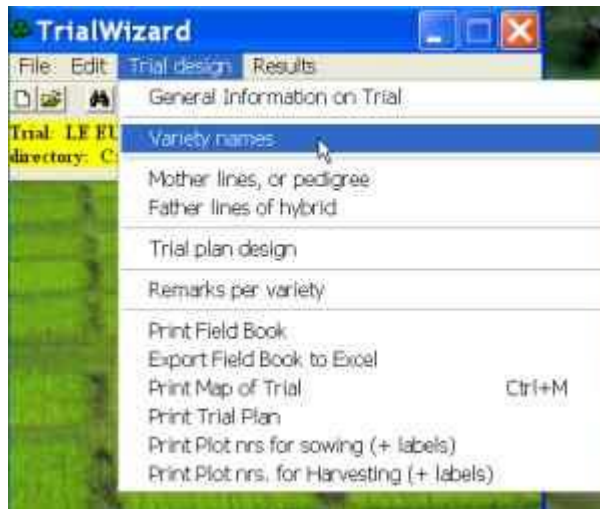 TrialWizard
File Edit Trial design Results
General Information on Trial
Trial: LE EU
directory: C:
Variety names
Mother lines, or pedigree
Father lines of hybrid
Trial plan design
Remarks per variety
Print Field Book
Export Field Book to Excel
Print Map of Trial Ctrl+M
Print Trial Plan
Print Plot nrs for sowing (+ labels)
Print Plot nrs. for Harvesting (+ labels)